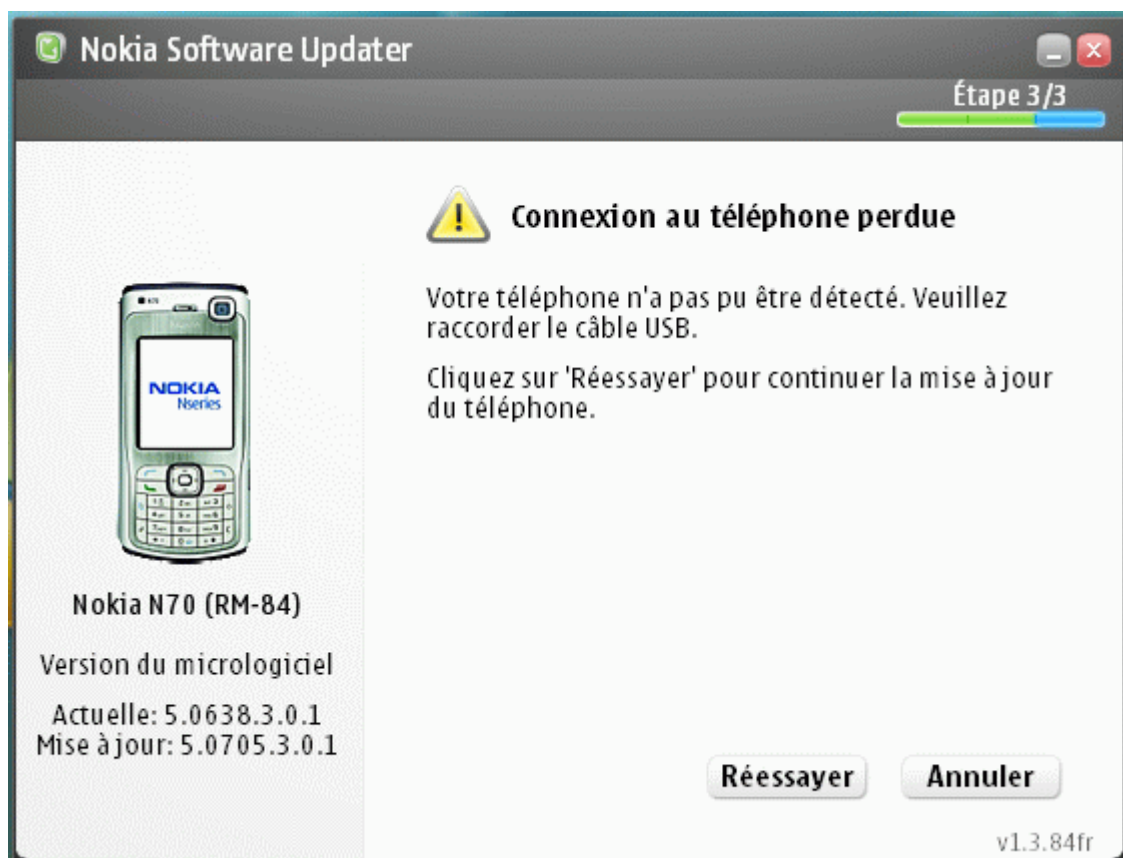 Nokia Software Updater
Étape 3/3
Connexion au téléphone perdue
Votre téléphone n'a pas pu être détecté. Veuillez
raccorder le câble USB.
Cliquez sur 'Réessayer' pour continuer la mise à jour
du téléphone.
NOKIA
Nseries
Nokia N70 (RM-84)
Version du micrologiciel
Actuelle: 5.0638.3.0.1
Mise à jour: 5.0705.3.0.1
Réessayer
Annuler
v1.3.84fr